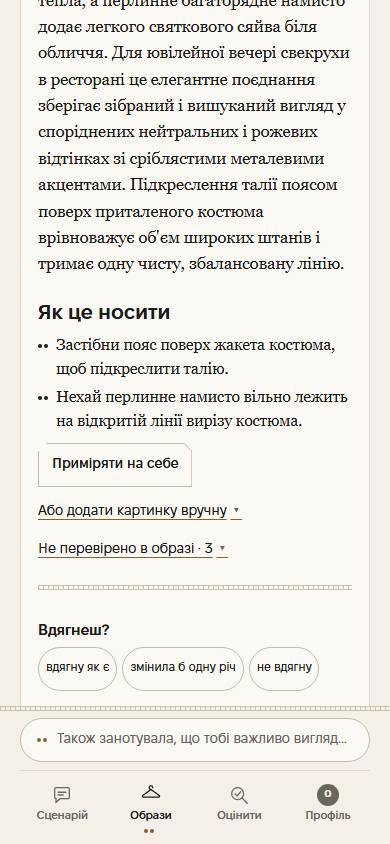 тепла, а перлинне багаторядне намисто
додає легкого святкового сяйва біля
обличчя. Для ювілейної вечері свекрухи
в ресторані це елегантне поєднання
зберігає зібраний і вишуканий вигляд у
споріднених нейтральних і рожевих
відтінках зі сріблястими металевими
акцентами. Підкреслення талії поясом
поверх приталеного костюма
врівноважує об'єм широких штанів і
тримає одну чисту, збалансовану лінію.
Як це носити
Застібни пояс поверх жакета костюма,
щоб підкреслити талію.
Нехай перлинне намисто вільно лежить
на відкритій лінії вирізу костюма.
Приміряти на себе
Або додати картинку вручну
Не перевірено в образі · 3
Вдягнеш?
вдягну як є змінила б одну річ не вдягну
Також занотувала, що тобі важливо вигляд...
Сценарій Образи Оцінити О Профіль